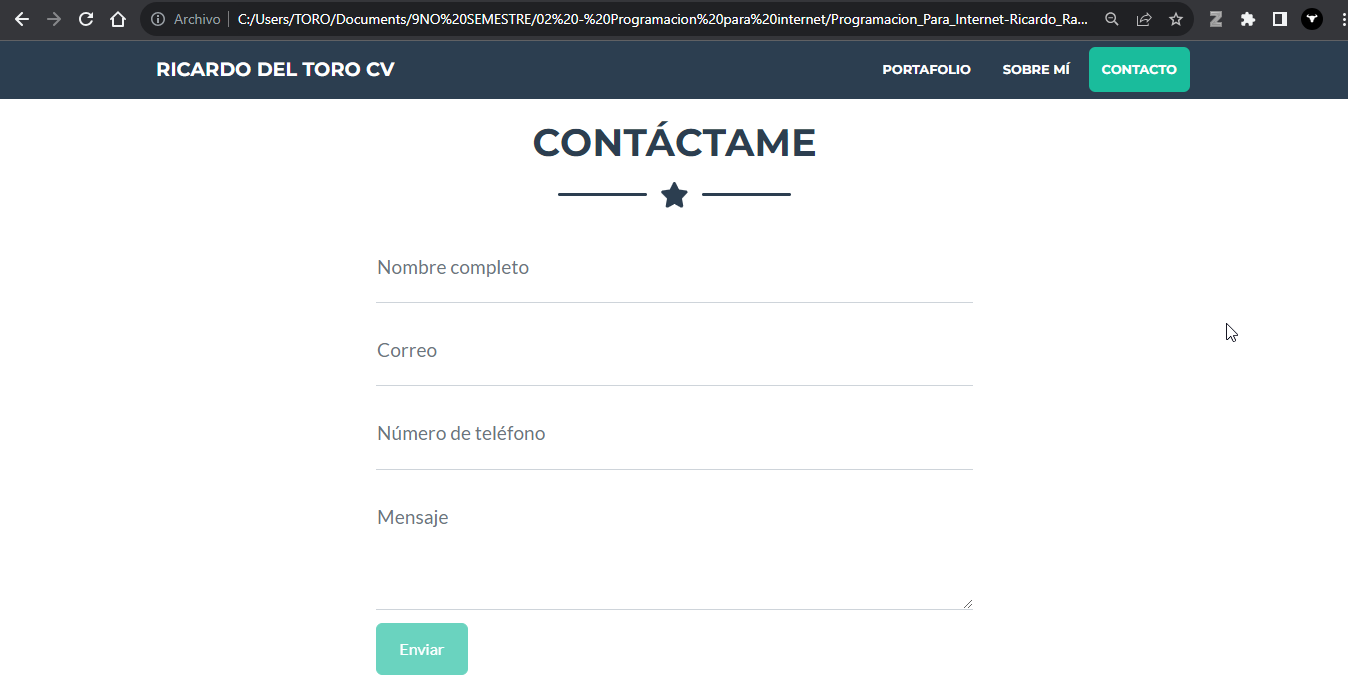 Archivo C:/Users/TORO/Documents/9NO%20SEMESTRE/02%20-%20Programacion%20para%20internet/Programacion_Para_Internet-Ricardo_Ra...
RICARDO DEL TORO CV PORTAFOLIO SOBRE MÍ CONTACTO
CONTÁCTAME
Nombre completo
Correo
Número de teléfono
Mensaje
Enviar